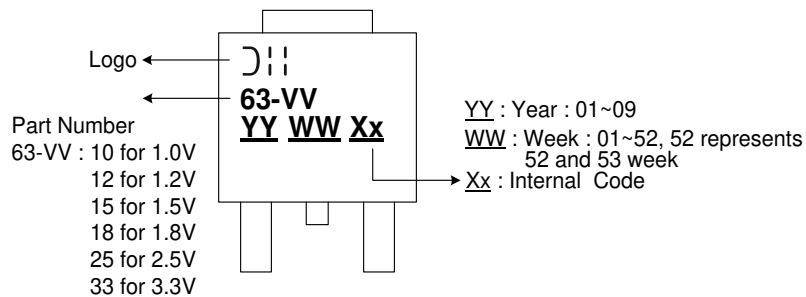 Logo
63-VV
YY WW Xx
Part Number
63-VV : 10 for 1.0V
12 for 1.2V
15 for 1.5V
18 for 1.8V
25 for 2.5V
33 for 3.3V
YY : Year : 01~09
WW : Week : 01~52, 52 represents
52 and 53 week
Xx : Internal Code